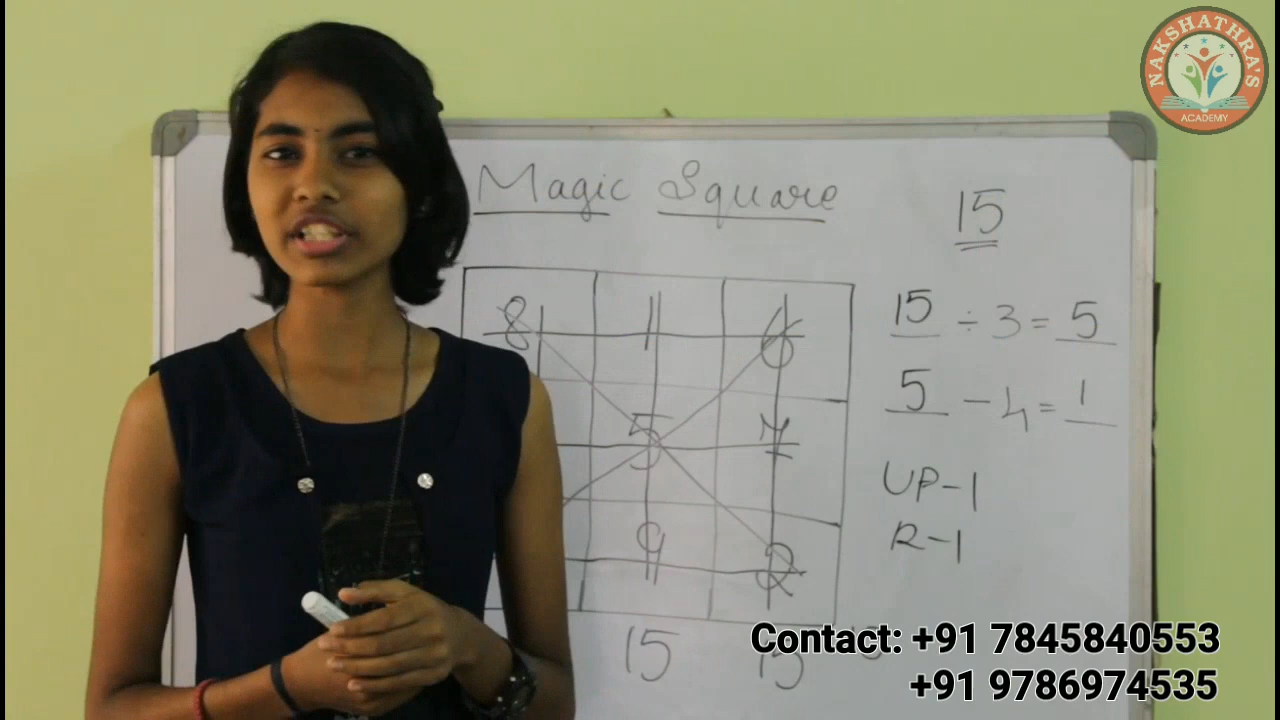 NAKSHATHRA'S
ACADEMY
Magic Square
15
8 1 6
5 7
9 2
15 ÷ 3 = 5
5 - 4 = 1
UP-1
R-1
15 15
Contact: +91 7845840553
+91 9786974535